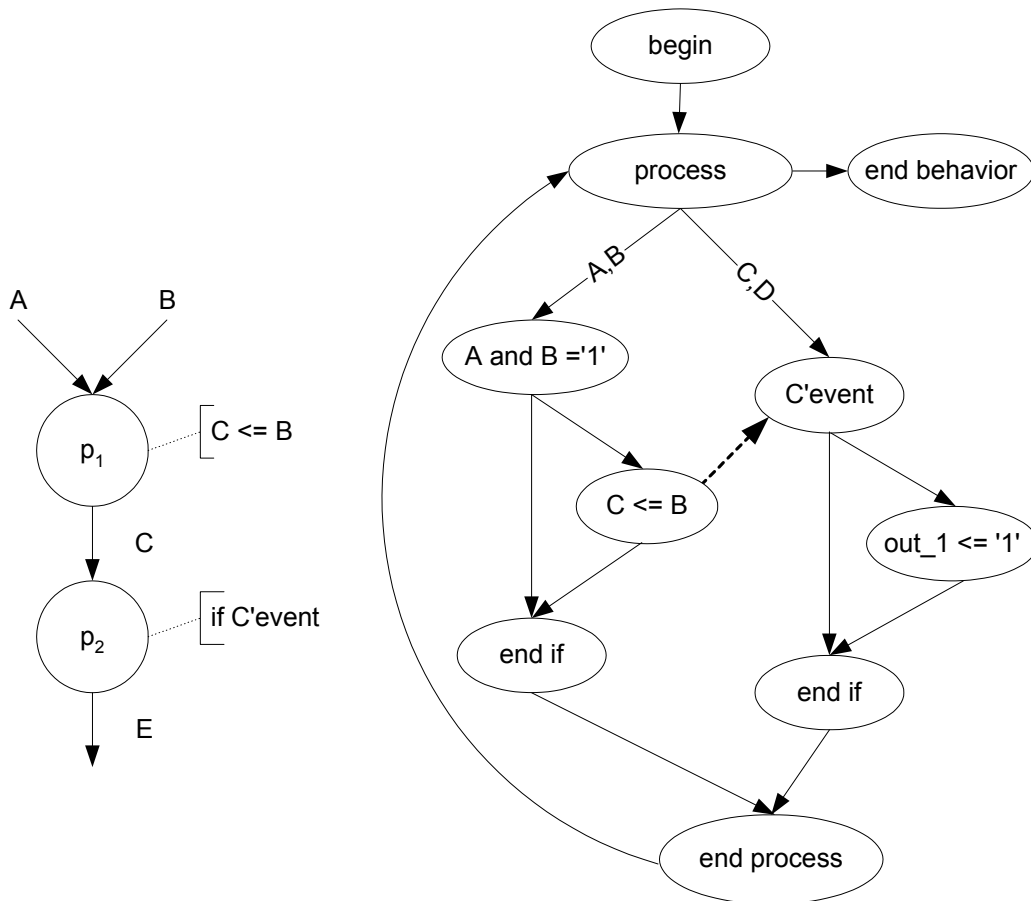 A
B
p1
C <= B
C
p2
if C'event
E
begin
process
end behavior
A,B
C,D
A and B ='1'
C'event
C <= B
out_1 <= '1'
end if
end if
end process